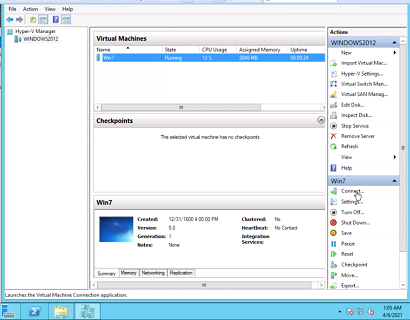 File Action View Help
Hyper-V Manager
WINDOWS2012
Virtual Machines
Name State CPU Usage Assigned Memory Uptime
Win7 Running 12 % 2048 MB 00:00:24
Checkpoints
The selected virtual machine has no checkpoints.
Win7
Created: 12/31/1600 4:00:00 PM Clustered: No
Version: 5.0 Heartbeat: No Contact
Generation: 1 Integration Services:
Notes: None
Summary Memory Networking Replication
Actions
WINDOWS2012
New
Import Virtual Mac...
Hyper-V Settings...
Virtual Switch Man...
Virtual SAN Manag...
Edit Disk...
Inspect Disk...
Stop Service
Remove Server
Refresh
View
Help
Win7
Connect...
Settings...
Turn Off...
Shut Down...
Save
Pause
Reset
Checkpoint
Move...
Export...
Launches the Virtual Machine Connection application.
1:05 AM
4/6/2021